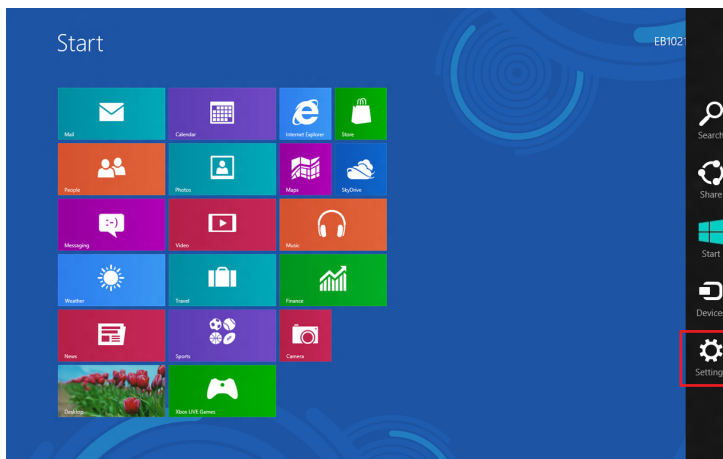 Start
EB1021
Mail
Calendar
Internet Explorer
Store
People
Photos
Maps
SkyDrive
:-)
Messaging
Video
Music
Weather
Travel
Finance
News
Sports
Camera
Desktop
Xbox LIVE Games
Search
Share
Start
Devices
Setting